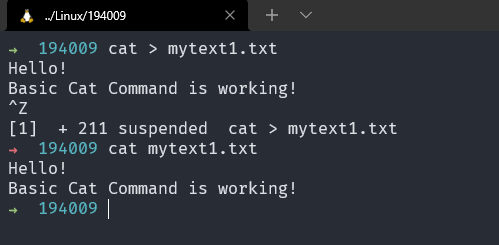 ../Linux/194009
→ 194009 cat > mytext1.txt
Hello!
Basic Cat Command is working!
^Z
[1]  + 211 suspended  cat > mytext1.txt
→ 194009 cat mytext1.txt
Hello!
Basic Cat Command is working!
→ 194009